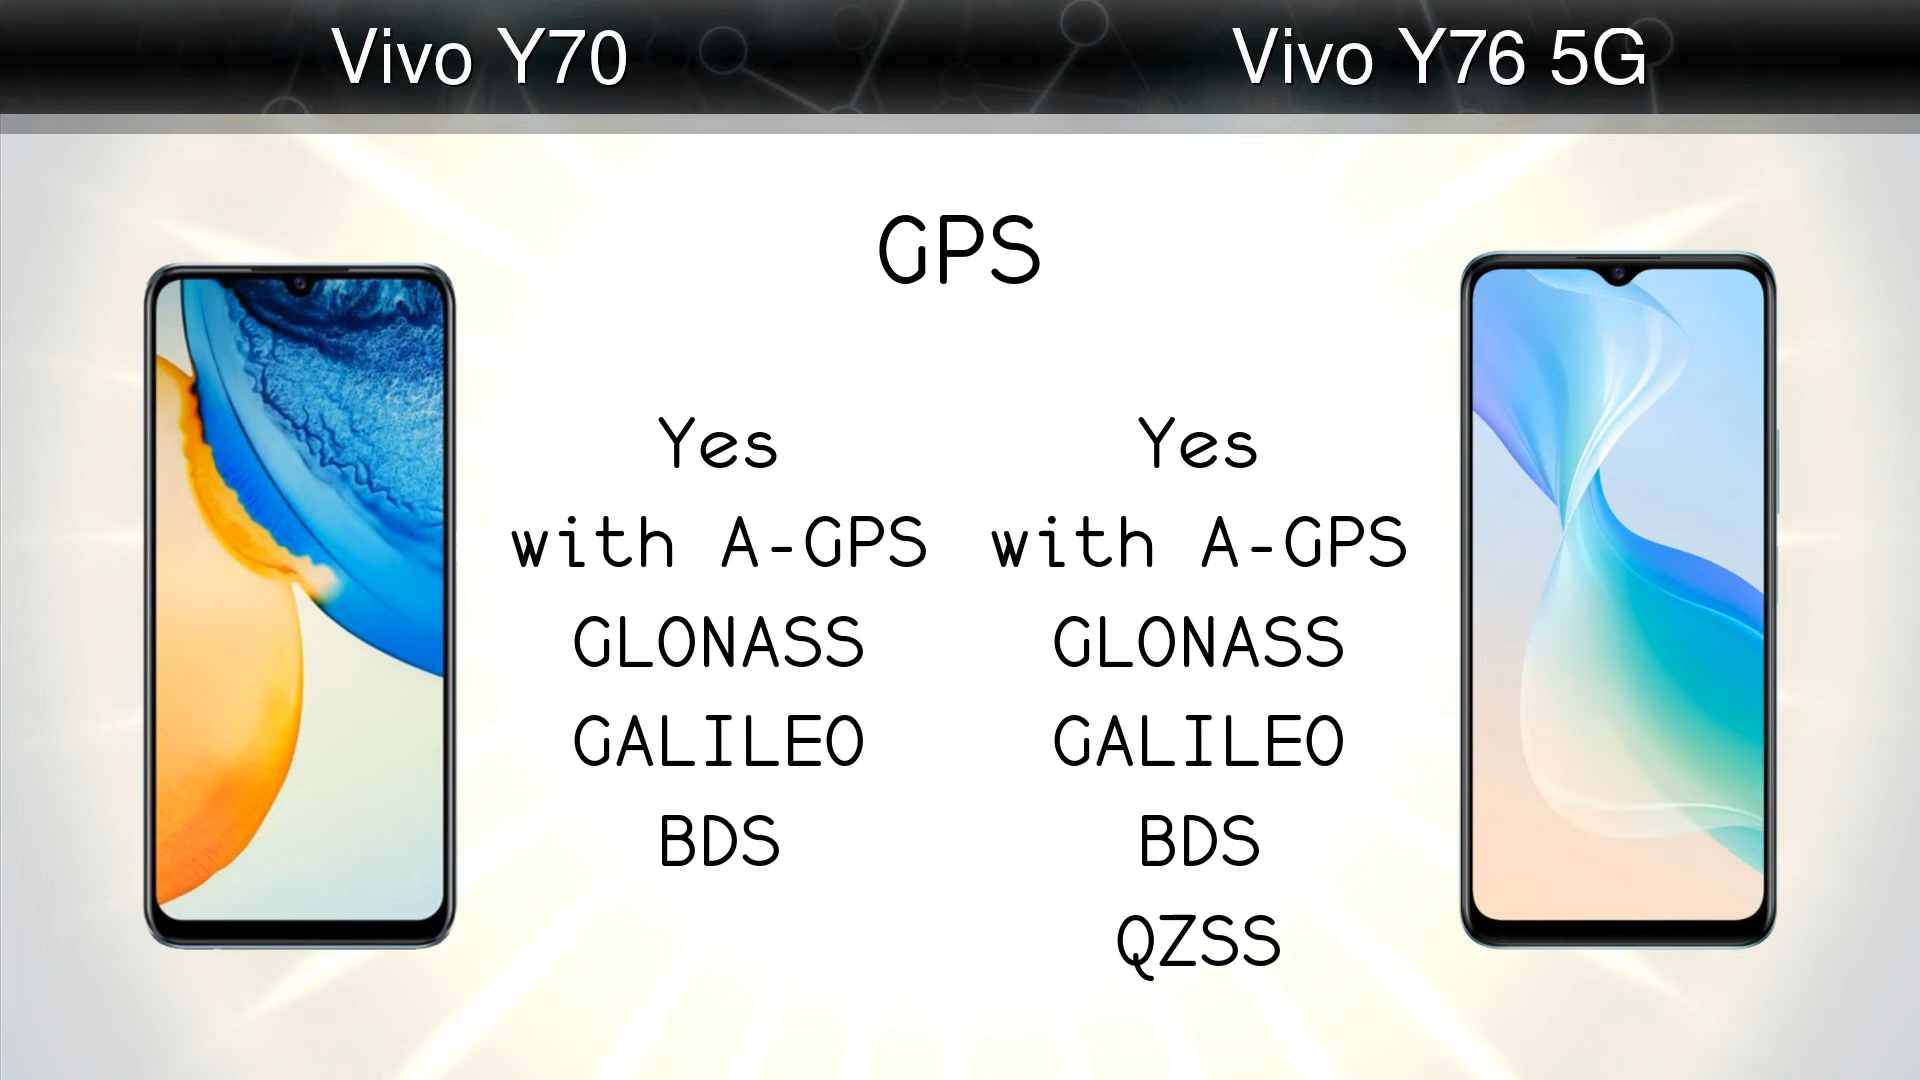 Vivo Y70
Vivo Y76 5G
GPS
Yes
with A-GPS
GLONASS
GALILEO
BDS
Yes
with A-GPS
GLONASS
GALILEO
BDS
QZSS